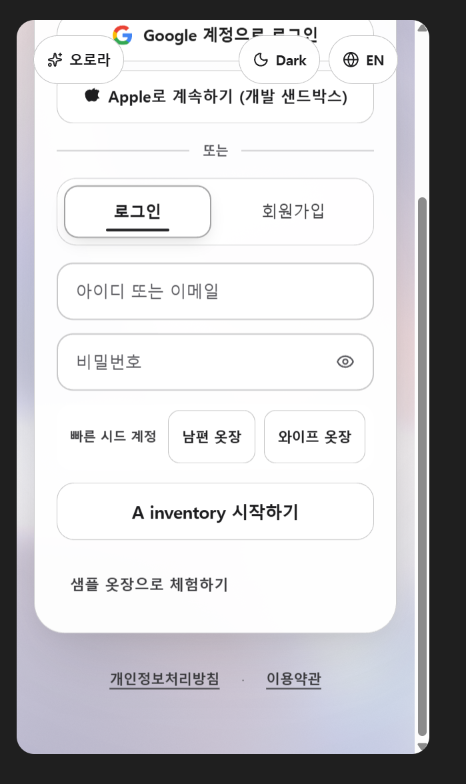 Google 계정으로 로그인
오로라
Dark
EN
Apple로 계속하기 (개발 샌드박스)
또는
로그인
회원가입
아이디 또는 이메일
비밀번호
빠른 시드 계정
남편 옷장
와이프 옷장
A inventory 시작하기
샘플 옷장으로 체험하기
개인정보처리방침 · 이용약관